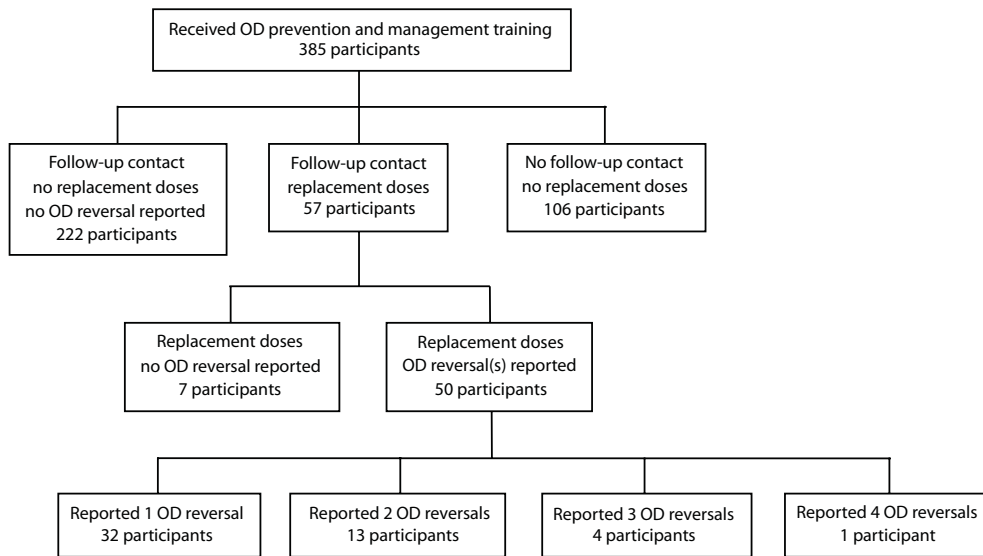 Received OD prevention and management training
385 participants
Follow-up contact
no replacement doses
no OD reversal reported
222 participants
Follow-up contact
replacement doses
57 participants
No follow-up contact
no replacement doses
106 participants
Replacement doses
no OD reversal reported
7 participants
Replacement doses
OD reversal(s) reported
50 participants
Reported 1 OD reversal
32 participants
Reported 2 OD reversals
13 participants
Reported 3 OD reversals
4 participants
Reported 4 OD reversals
1 participant